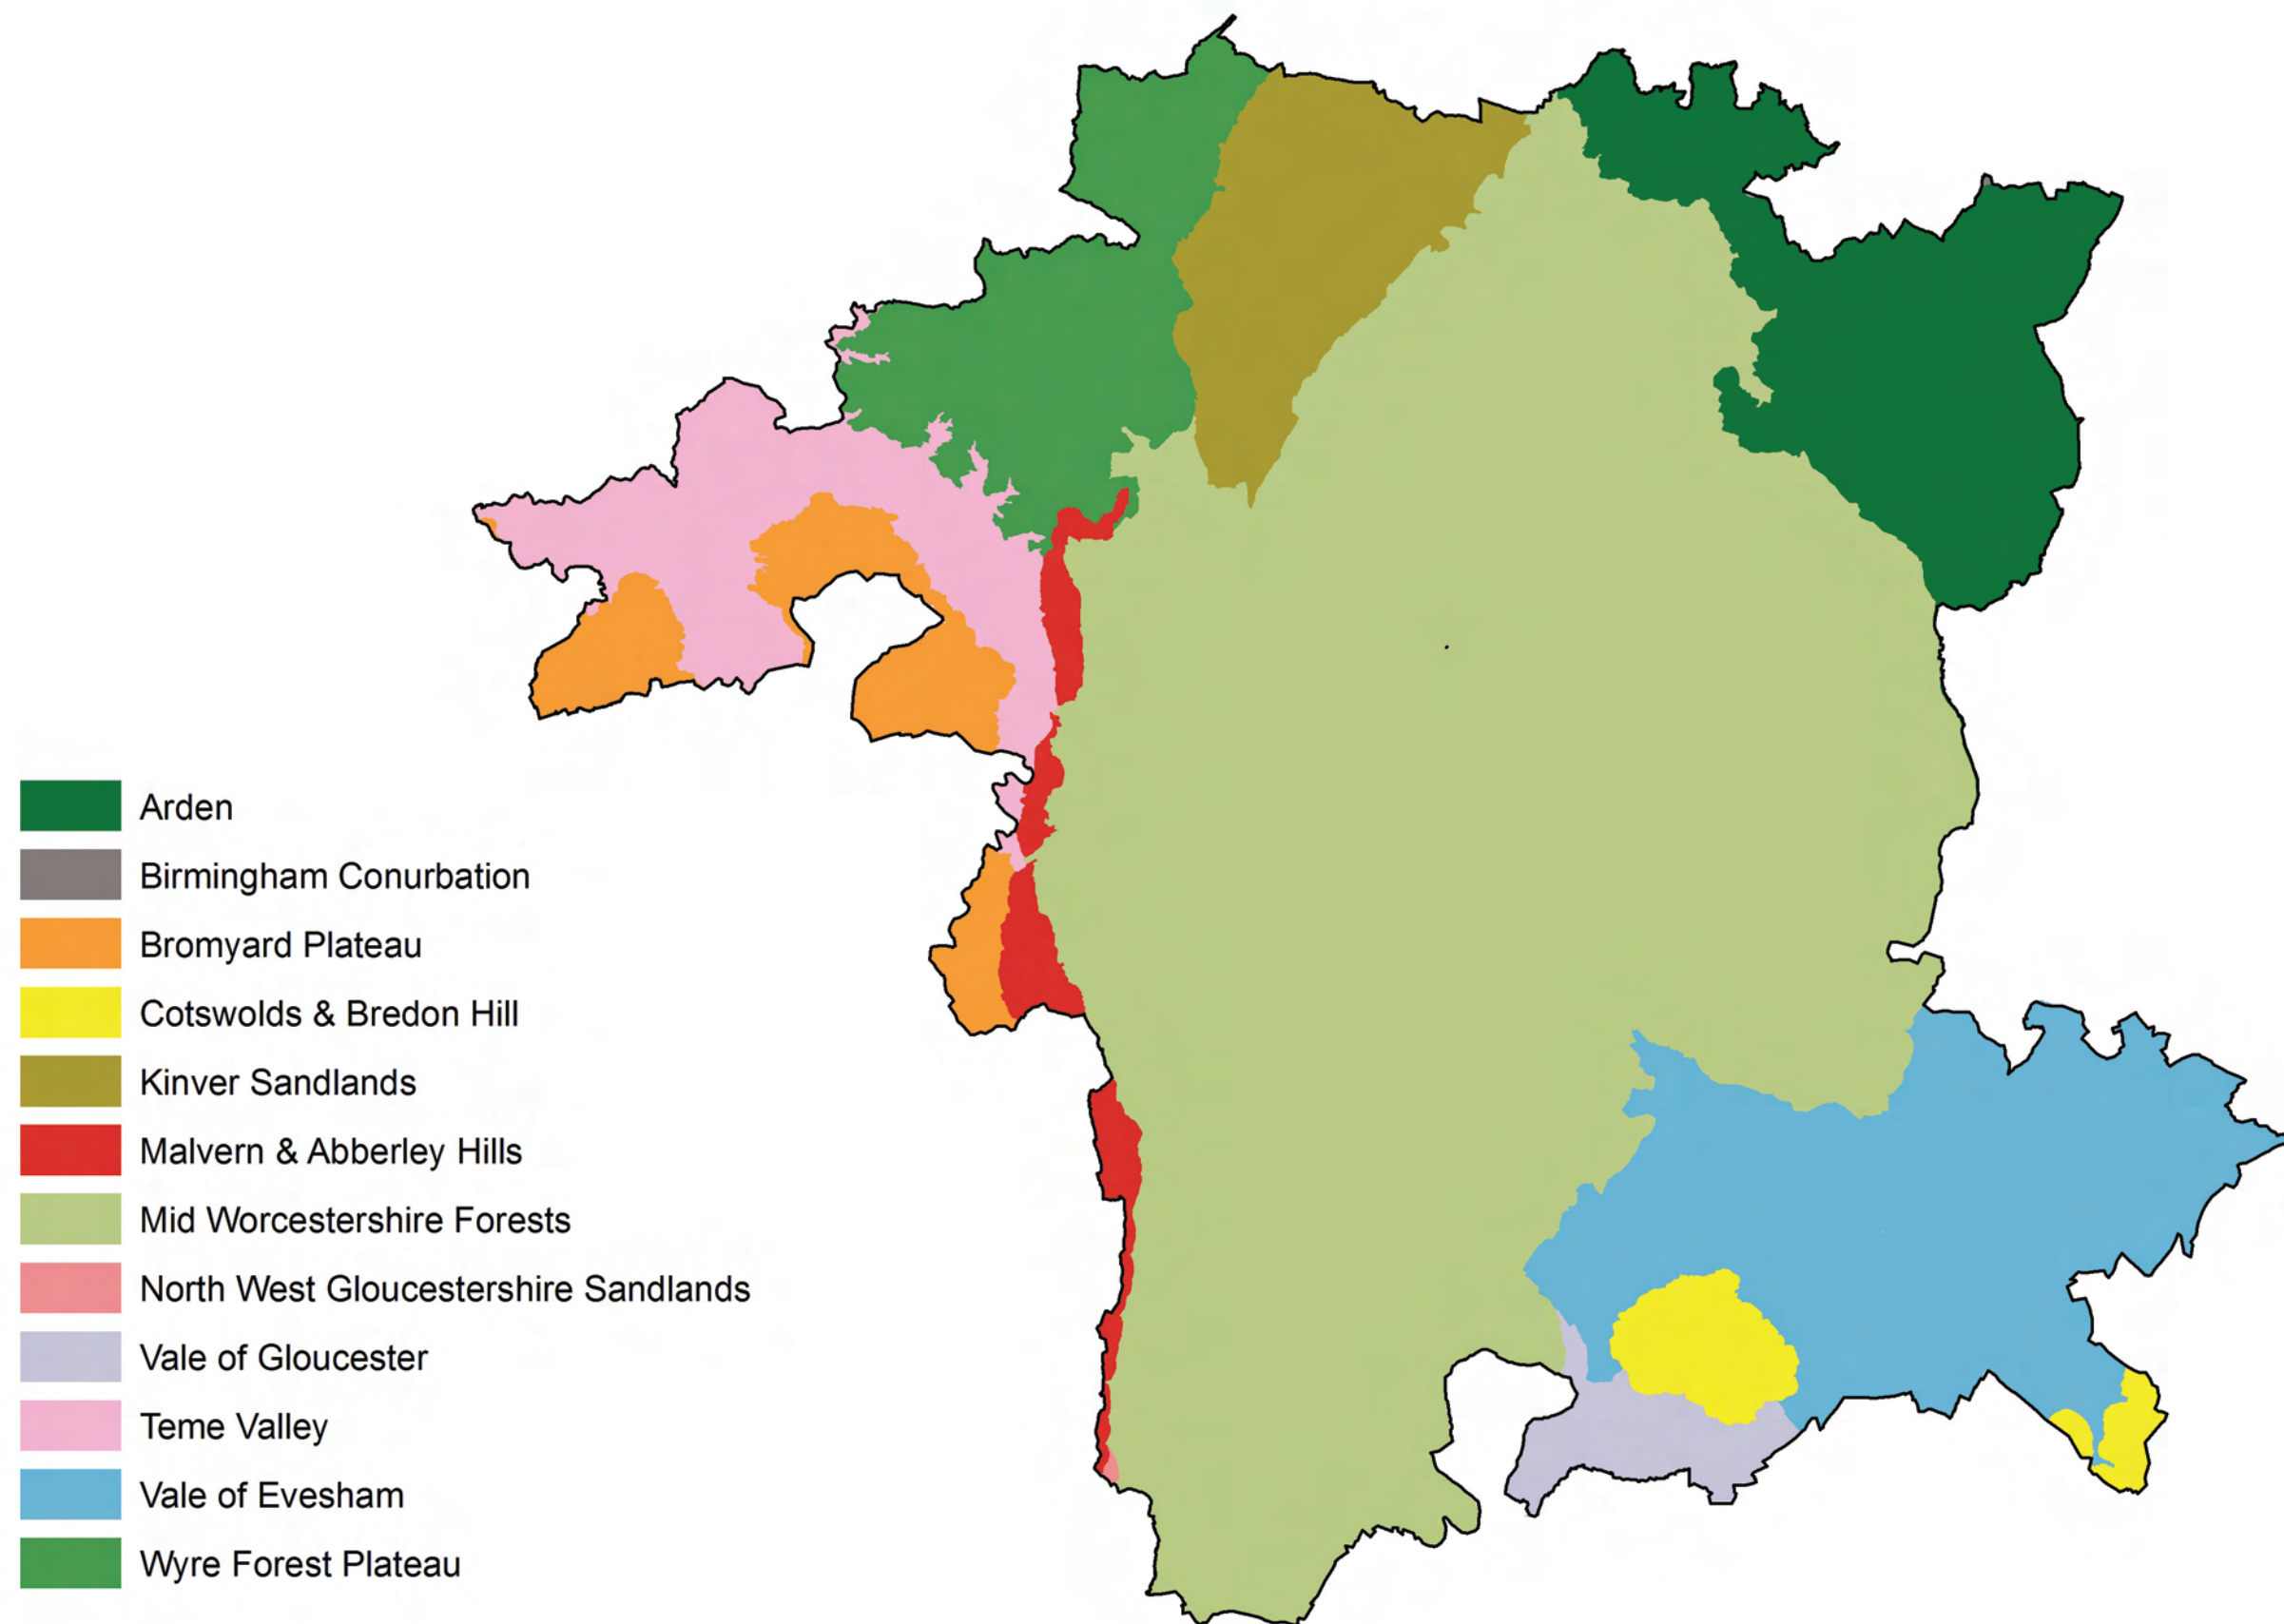 Arden
Birmingham Conurbation
Bromyard Plateau
Cotswolds & Bredon Hill
Kinver Sandlands
Malvern & Abberley Hills
Mid Worcestershire Forests
North West Gloucestershire Sandlands
Vale of Gloucester
Teme Valley
Vale of Evesham
Wyre Forest Plateau